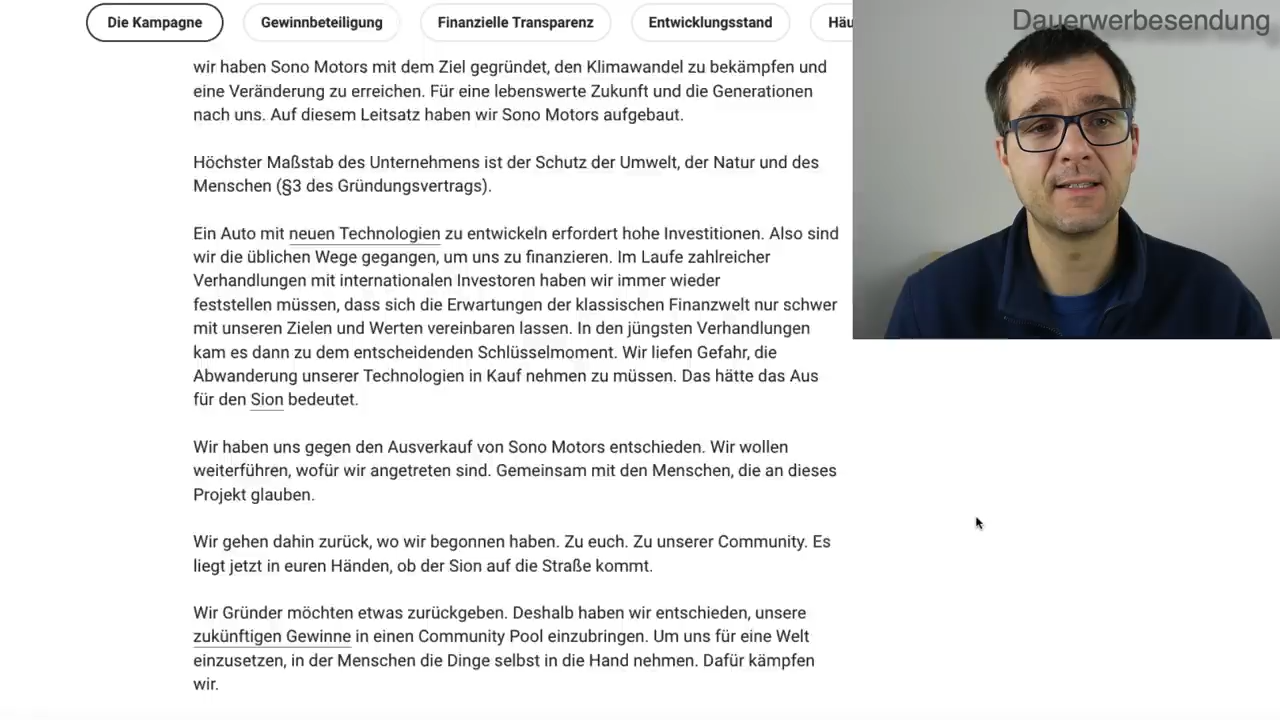 Die Kampagne
Gewinnbeteiligung
Finanzielle Transparenz
Entwicklungsstand
Dauerwerbesendung
wir haben Sono Motors mit dem Ziel gegründet, den Klimawandel zu bekämpfen und
eine Veränderung zu erreichen. Für eine lebenswerte Zukunft und die Generationen
nach uns. Auf diesem Leitsatz haben wir Sono Motors aufgebaut.
Höchster Maßstab des Unternehmens ist der Schutz der Umwelt, der Natur und des
Menschen (§3 des Gründungsvertrags).
Ein Auto mit neuen Technologien zu entwickeln erfordert hohe Investitionen. Also sind
wir die üblichen Wege gegangen, um uns zu finanzieren. Im Laufe zahlreicher
Verhandlungen mit internationalen Investoren haben wir immer wieder
feststellen müssen, dass sich die Erwartungen der klassischen Finanzwelt nur schwer
mit unseren Zielen und Werten vereinbaren lassen. In den jüngsten Verhandlungen
kam es dann zu dem entscheidenden Schlüsselmoment. Wir liefen Gefahr, die
Abwanderung unserer Technologien in Kauf nehmen zu müssen. Das hätte das Aus
für den Sion bedeutet.
Wir haben uns gegen den Ausverkauf von Sono Motors entschieden. Wir wollen
weiterführen, wofür wir angetreten sind. Gemeinsam mit den Menschen, die an dieses
Projekt glauben.
Wir gehen dahin zurück, wo wir begonnen haben. Zu euch. Zu unserer Community. Es
liegt jetzt in euren Händen, ob der Sion auf die Straße kommt.
Wir Gründer möchten etwas zurückgeben. Deshalb haben wir entschieden, unsere
zukünftigen Gewinne in einen Community Pool einzubringen. Um uns für eine Welt
einzusetzen, in der Menschen die Dinge selbst in die Hand nehmen. Dafür kämpfen
wir.